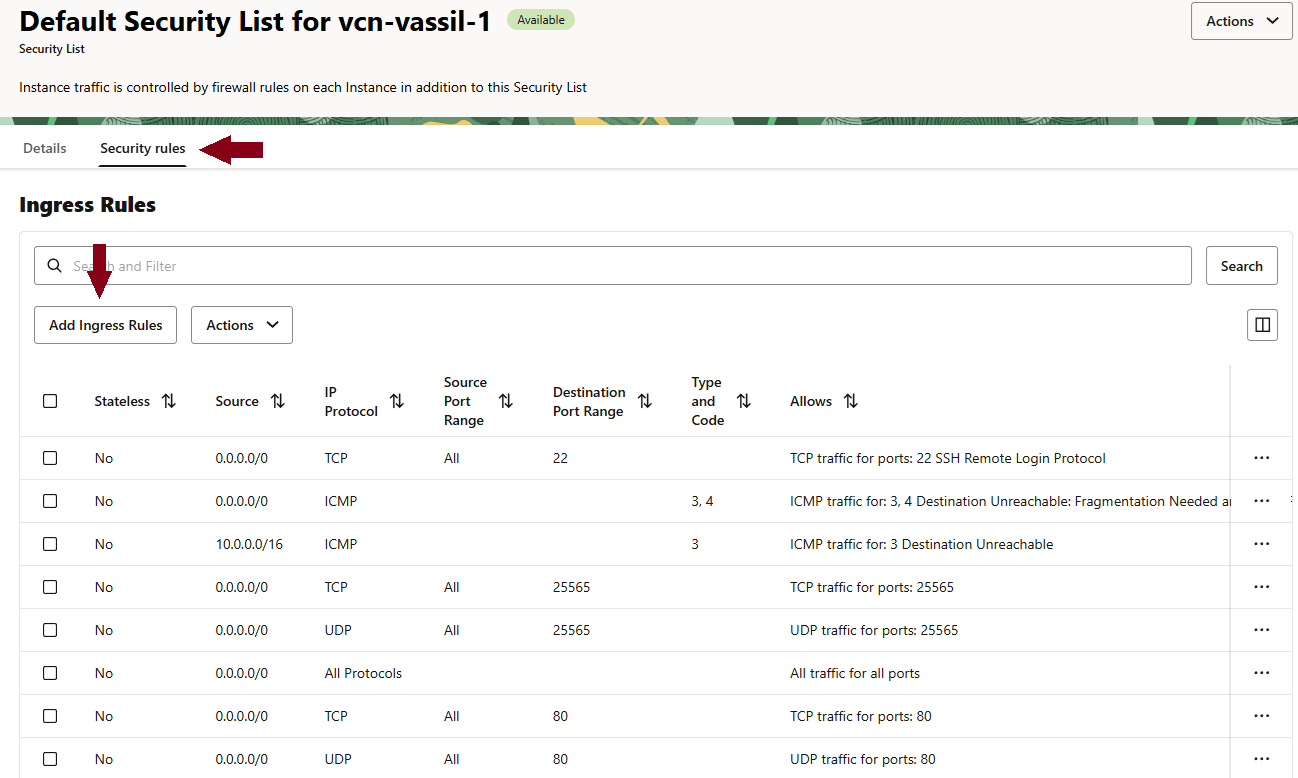 Default Security List for vcn-vassil-1 Available
Actions
Security List
Instance traffic is controlled by firewall rules on each Instance in addition to this Security List
Details Security rules
Ingress Rules
Search and Filter
Search
Add Ingress Rules Actions
Stateless Source IP Protocol Source Port Range Destination Port Range Type and Code Allows
No 0.0.0.0/0 TCP All 22 TCP traffic for ports: 22 SSH Remote Login Protocol
No 0.0.0.0/0 ICMP 3, 4 ICMP traffic for: 3, 4 Destination Unreachable: Fragmentation Needed
No 10.0.0.0/16 ICMP 3 ICMP traffic for: 3 Destination Unreachable
No 0.0.0.0/0 TCP All 25565 TCP traffic for ports: 25565
No 0.0.0.0/0 UDP All 25565 UDP traffic for ports: 25565
No 0.0.0.0/0 All Protocols All traffic for all ports
No 0.0.0.0/0 TCP All 80 TCP traffic for ports: 80
No 0.0.0.0/0 UDP All 80 UDP traffic for ports: 80